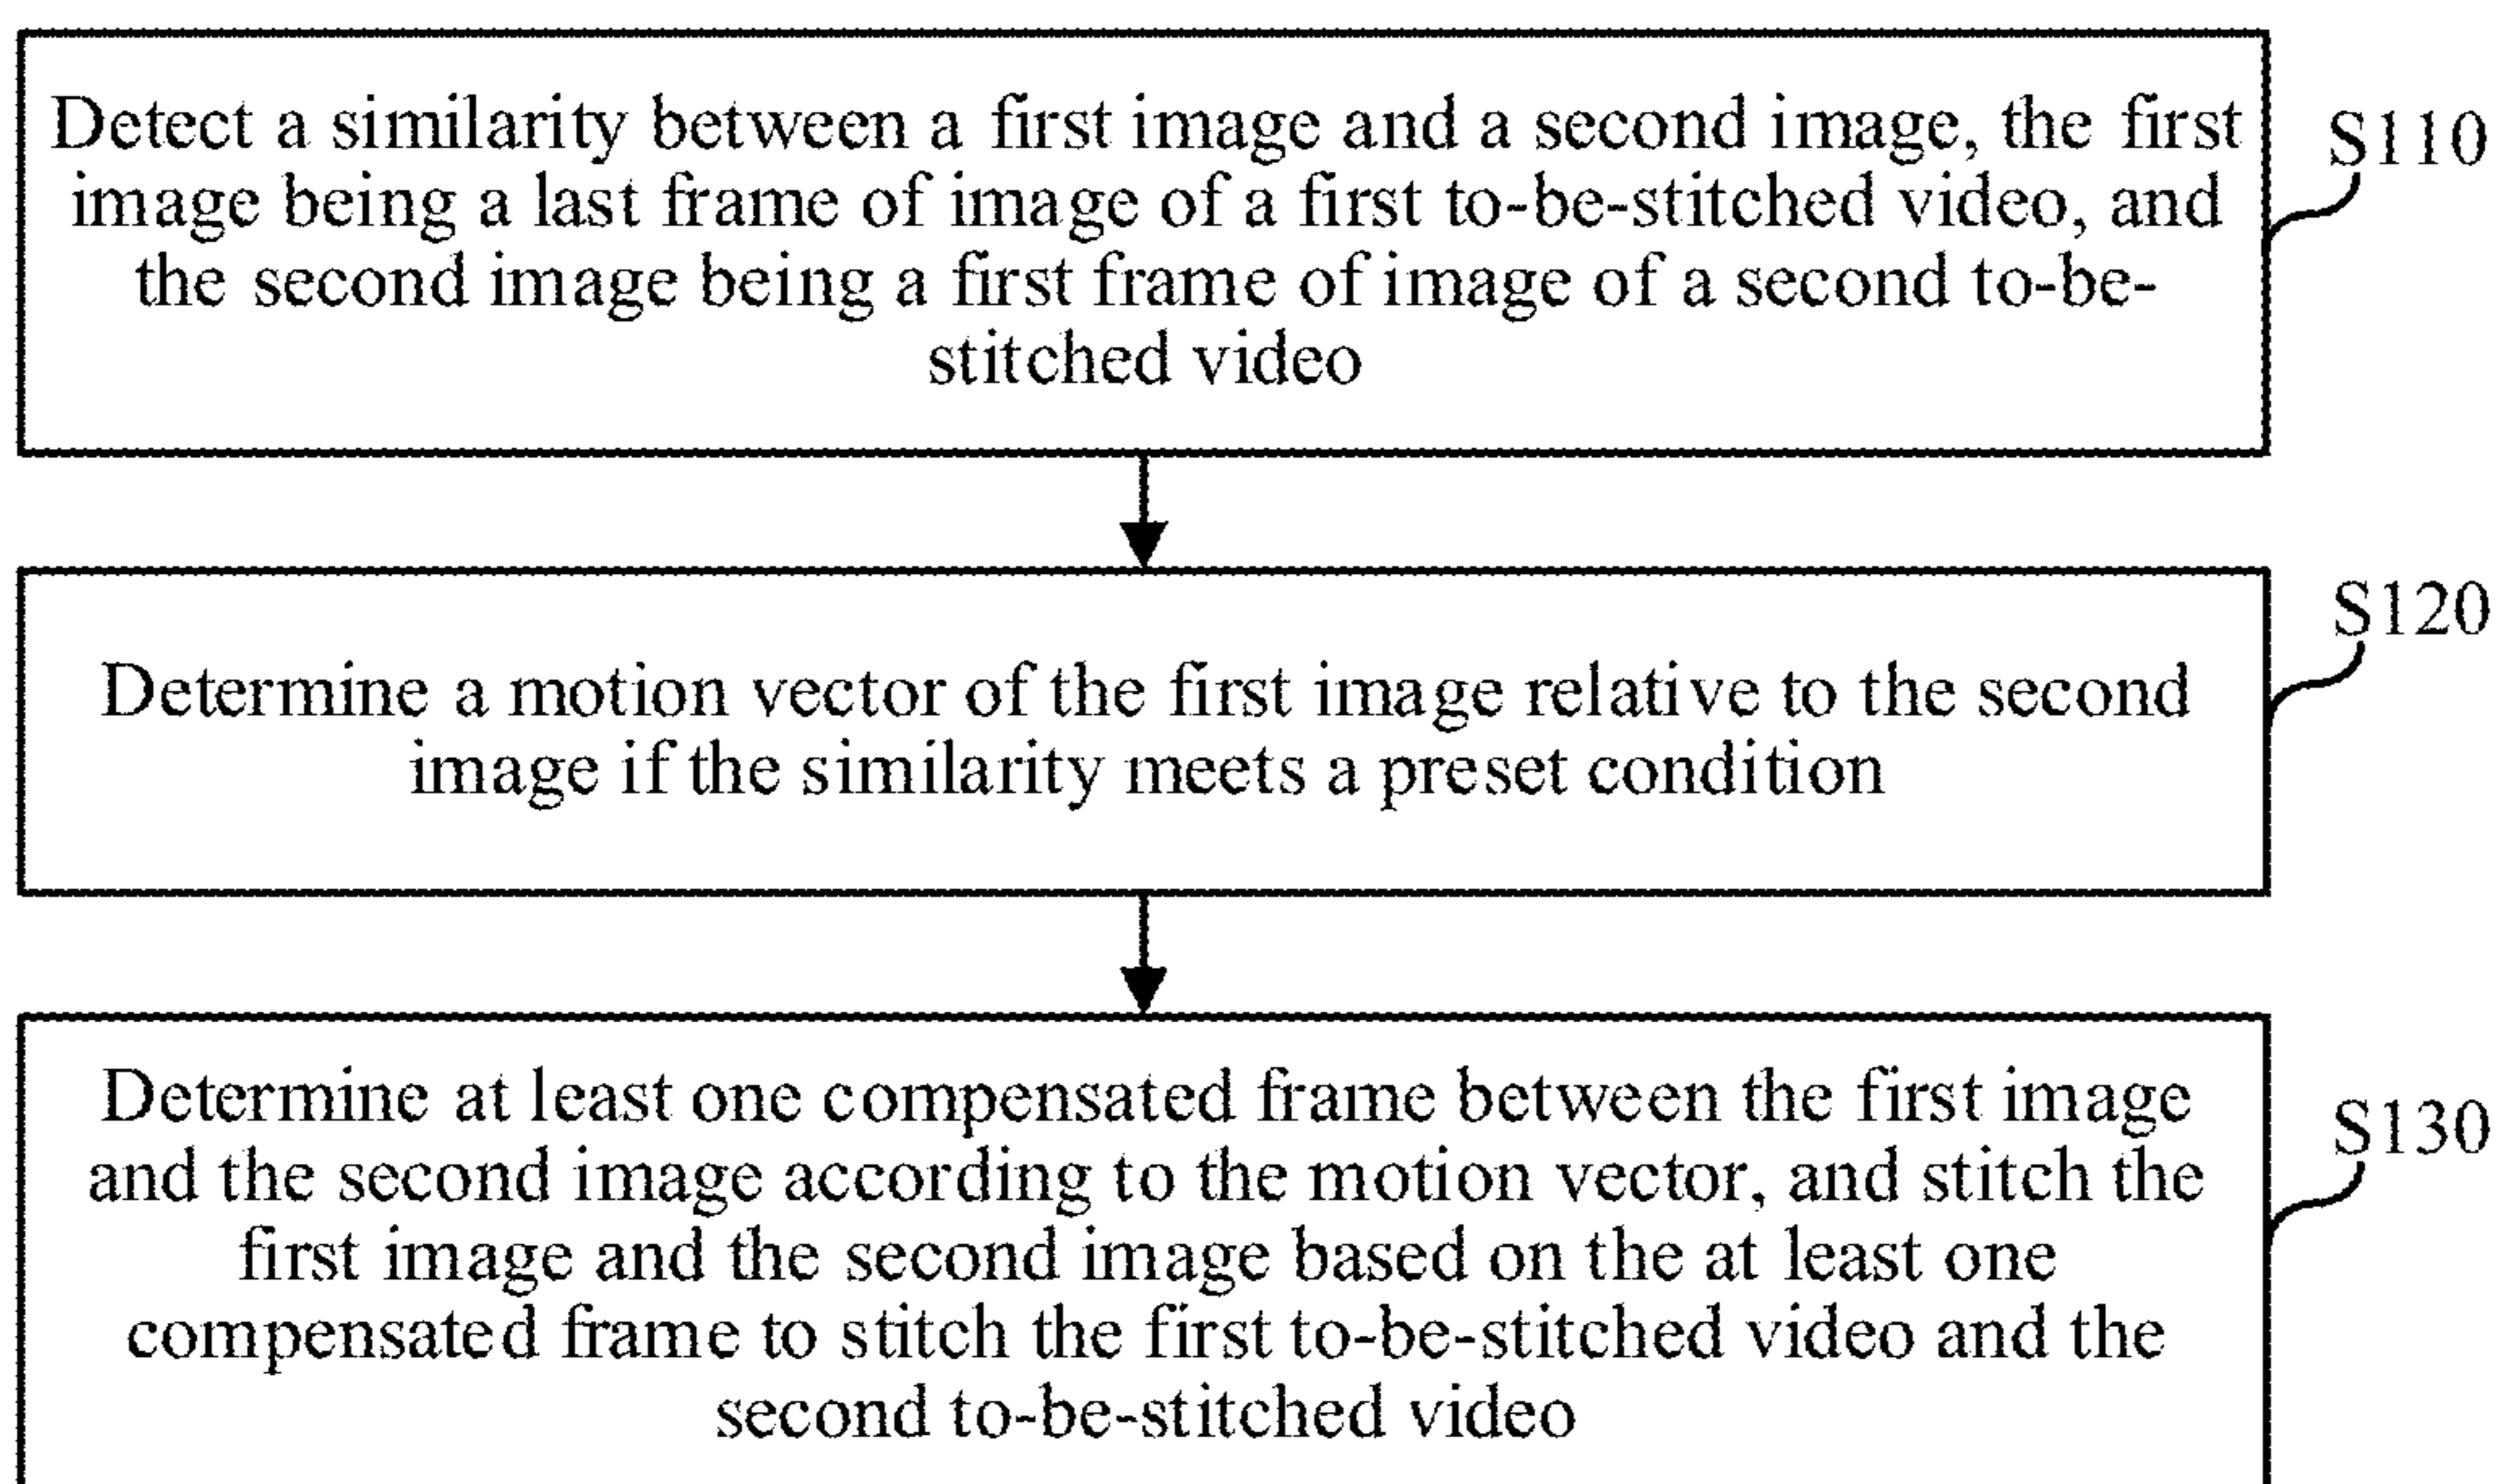 Detect a similarity between a first image and a second image, the first
S110
image being a last frame of image of a first to-be-stitched video, and
the second image being a first frame of image of a second to-be-
stitched video
S120
Determine a motion vector of the first image relative to the second
image if the similarity meets a preset condition
Determine at least one compensated frame between the first image
S130
and the second image according to the motion vector, and stitch the
first image and the second image based on the at least one
compensated frame to stitch the first to-be-stitched video and the
second to-be-stitched video